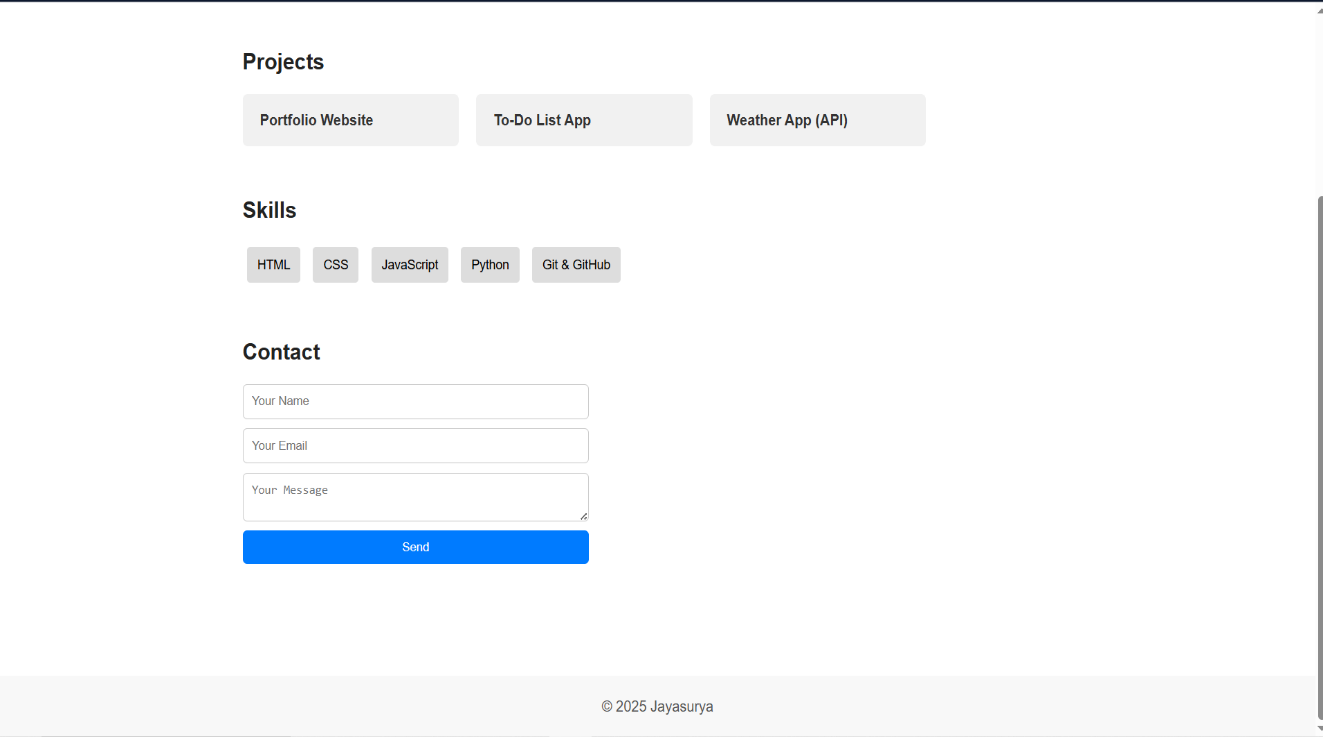 Projects
Portfolio Website
To-Do List App
Weather App (API)
Skills
HTML
CSS
JavaScript
Python
Git & GitHub
Contact
Your Name
Your Email
Your Message
Send
© 2025 Jayasurya